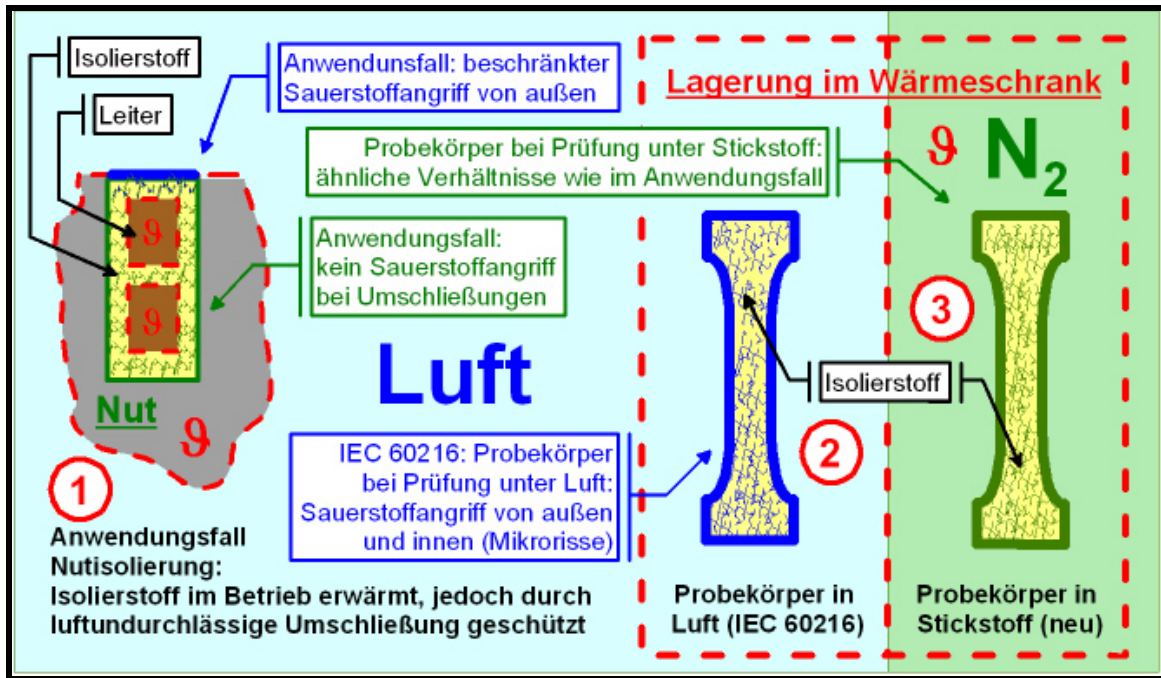 Isolierstoff
Leiter
Anwendunsfall: beschränkter
Sauerstoffangriff von außen
Lagerung im Wärmeschrank
Probekörper bei Prüfung unter Stickstoff:
ähnliche Verhältnisse wie im Anwendungsfall
ϑ N2
ϑ
ϑ
Anwendungsfall:
kein Sauerstoffangriff
bei Umschließungen
Luft
Nut
ϑ
1
IEC 60216: Probekörper
bei Prüfung unter Luft:
Sauerstoffangriff von außen
und innen (Mikrorisse)
3
Isolierstoff
2
Anwendungsfall
Nutisolierung:
Isolierstoff im Betrieb erwärmt, jedoch durch
luftundurchlässige Umschließung geschützt
Probekörper in
Luft (IEC 60216)
Probekörper in
Stickstoff (neu)